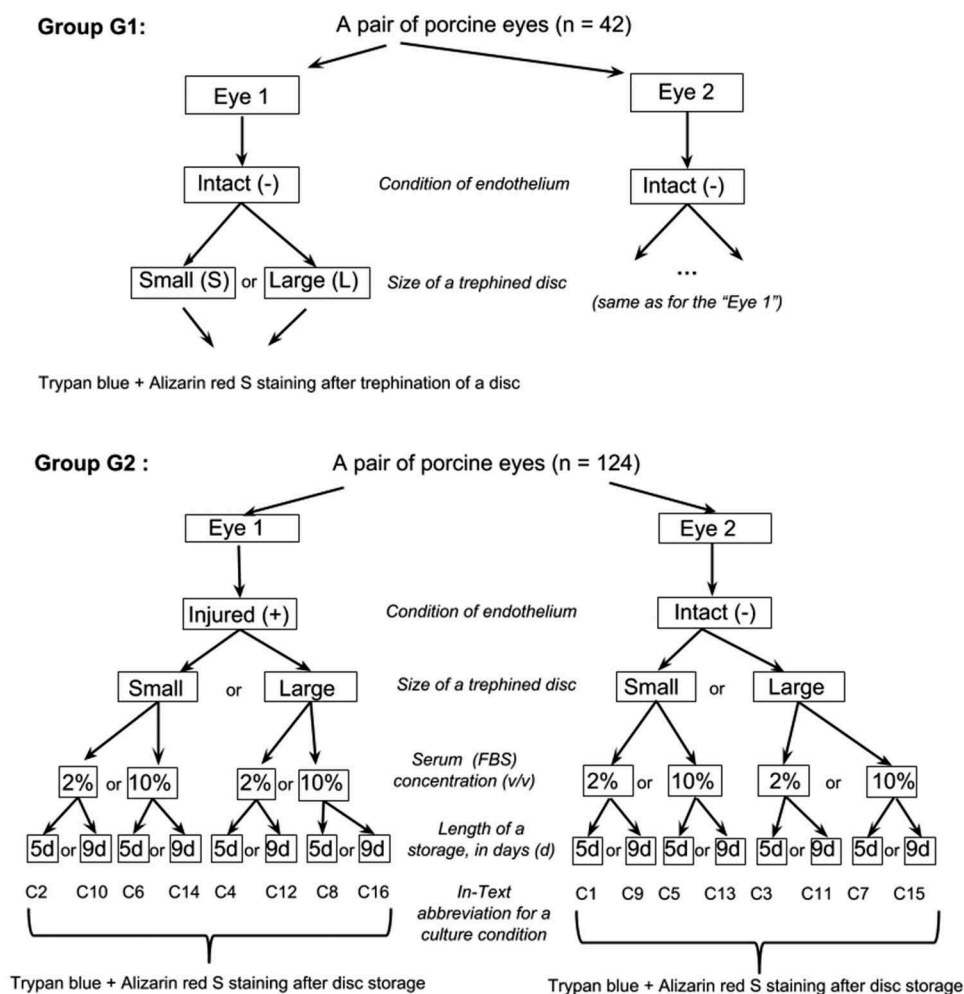 Group G1:
A pair of porcine eyes (n = 42)
Eye 1
Eye 2
Intact (-)
Condition of endothelium
Intact (-)
Small (S) or Large (L)
Size of a trephined disc
...
(same as for the “Eye 1”)
Trypan blue + Alizarin red S staining after trephination of a disc
Group G2 :
A pair of porcine eyes (n = 124)
Eye 1
Eye 2
Injured (+)
Condition of endothelium
Intact (-)
Small or Large
Size of a trephined disc
Small or Large
2% or 10% 2% or 10%
Serum (FBS)
concentration (v/v)
2% or 10% 2% or 10%
5d or 9d 5d or 9d 5d or 9d 5d or 9d
Length of a
storage, in days (d)
5d or 9d 5d or 9d 5d or 9d 5d or 9d
C2 C10 C6 C14 C4 C12 C8 C16
In-Text
abbreviation for a
culture condition
C1 C9 C5 C13 C3 C11 C7 C15
Trypan blue + Alizarin red S staining after disc storage
Trypan blue + Alizarin red S staining after disc storage